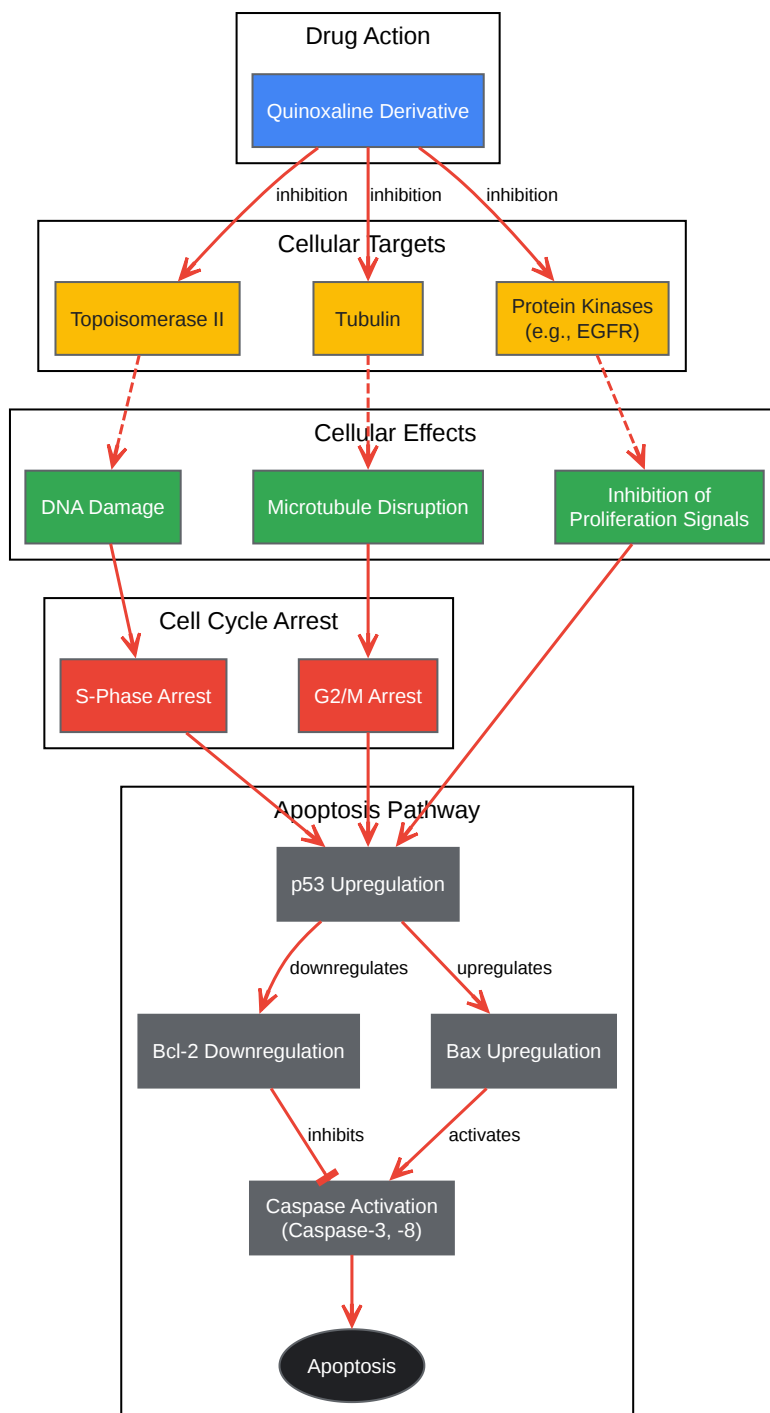 Drug Action
Quinoxaline Derivative
inhibition
inhibition
inhibition
Cellular Targets
Topoisomerase II
Tubulin
Protein Kinases
(e.g., EGFR)
Cellular Effects
DNA Damage
Microtubule Disruption
Inhibition of
Proliferation Signals
Cell Cycle Arrest
S-Phase Arrest
G2/M Arrest
Apoptosis Pathway
p53 Upregulation
downregulates
upregulates
Bcl-2 Downregulation
Bax Upregulation
inhibits
activates
Caspase Activation
(Caspase-3, -8)
Apoptosis